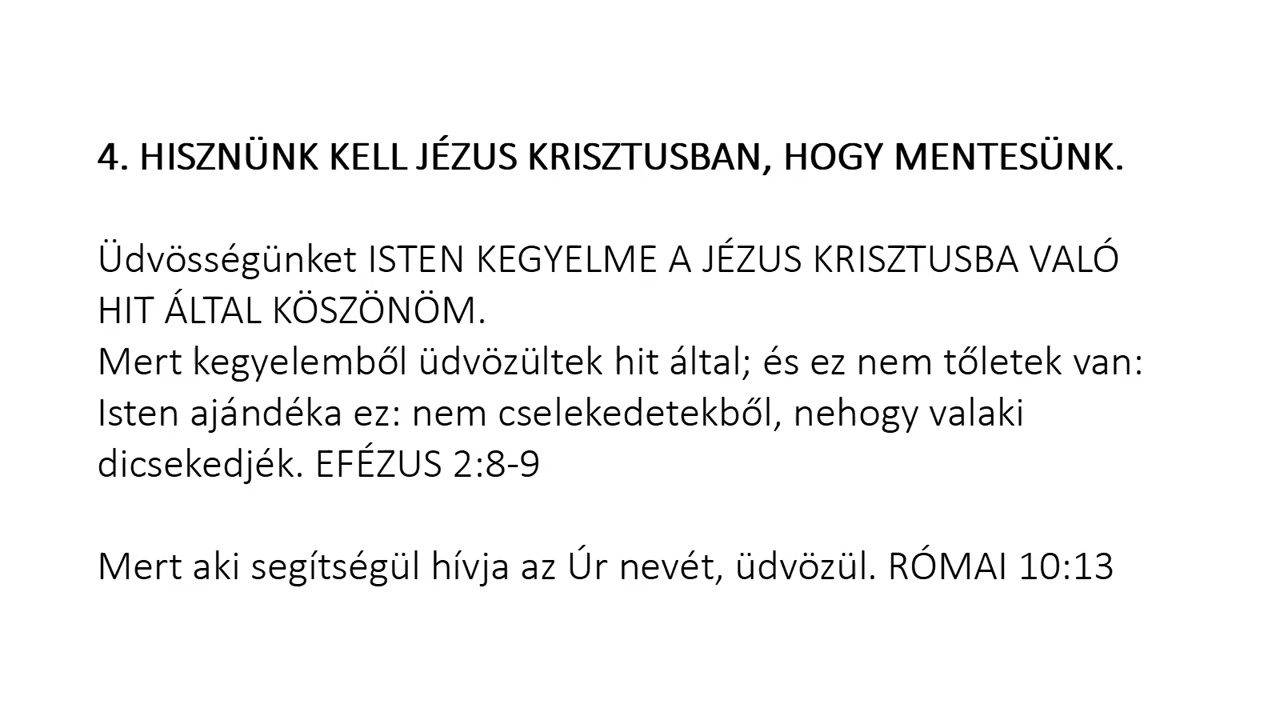 4. HISZNÜNK KELL JÉZUS KRISZTUSBAN, HOGY MENTESÜNK.
Üdvösségünket ISTEN KEGYELME A JÉZUS KRISZTUSBA VALÓ
HIT ÁLTAL KÖSZÖNÖM.
Mert kegyelemből üdvözültek hit által; és ez nem tőletek van:
Isten ajándéka ez: nem cselekedetekből, nehogy valaki
dicsekedjék. EFÉZUS 2:8-9
Mert aki segítségül hívja az Úr nevét, üdvözül. RÓMAI 10:13